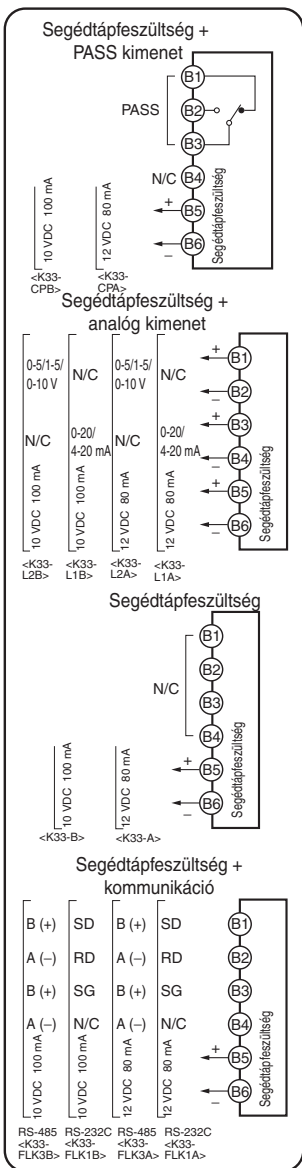 Segédtápfeszültség +
PASS kimenet
B1
PASS
B2
B3
N/C
B4
+
B5
–
B6
Segédtápfeszültség
10 VDC 100 mA
12 VDC 80 mA
<K33-
CPB>
<K33-
CPA>
Segédtápfeszültség +
analóg kimenet
0-5/1-5/
0-10 V
N/C
0-5/1-5/
0-10 V
N/C
+
B1
–
B2
+
B3
N/C
0-20/
4-20 mA
N/C
0-20/
4-20 mA
–
B4
+
B5
–
B6
Segédtápfeszültség
10 VDC 100 mA
10 VDC 100 mA
12 VDC 80 mA
12 VDC 80 mA
<K33-
L2B>
<K33-
L1B>
<K33-
L2A>
<K33-
L1A>
Segédtápfeszültség
B1
B2
N/C
B3
B4
+
B5
–
B6
Segédtápfeszültség
10 VDC 100 mA
12 VDC 80 mA
<K33-B>
<K33-A>
Segédtápfeszültség +
kommunikáció
B (+) SD B (+) SD B1
A (–) RD A (–) RD B2
B (+) SG B (+) SG B3
A (–) N/C A (–) N/C B4
+
B5
–
B6
Segédtápfeszültség
10 VDC 100 mA
10 VDC 100 mA
12 VDC 80 mA
12 VDC 80 mA
RS-485
<K33-
FLK3B>
RS-232C
<K33-
FLK1B>
RS-485
<K33-
FLK3A>
RS-232C
<K33-
FLK1A>